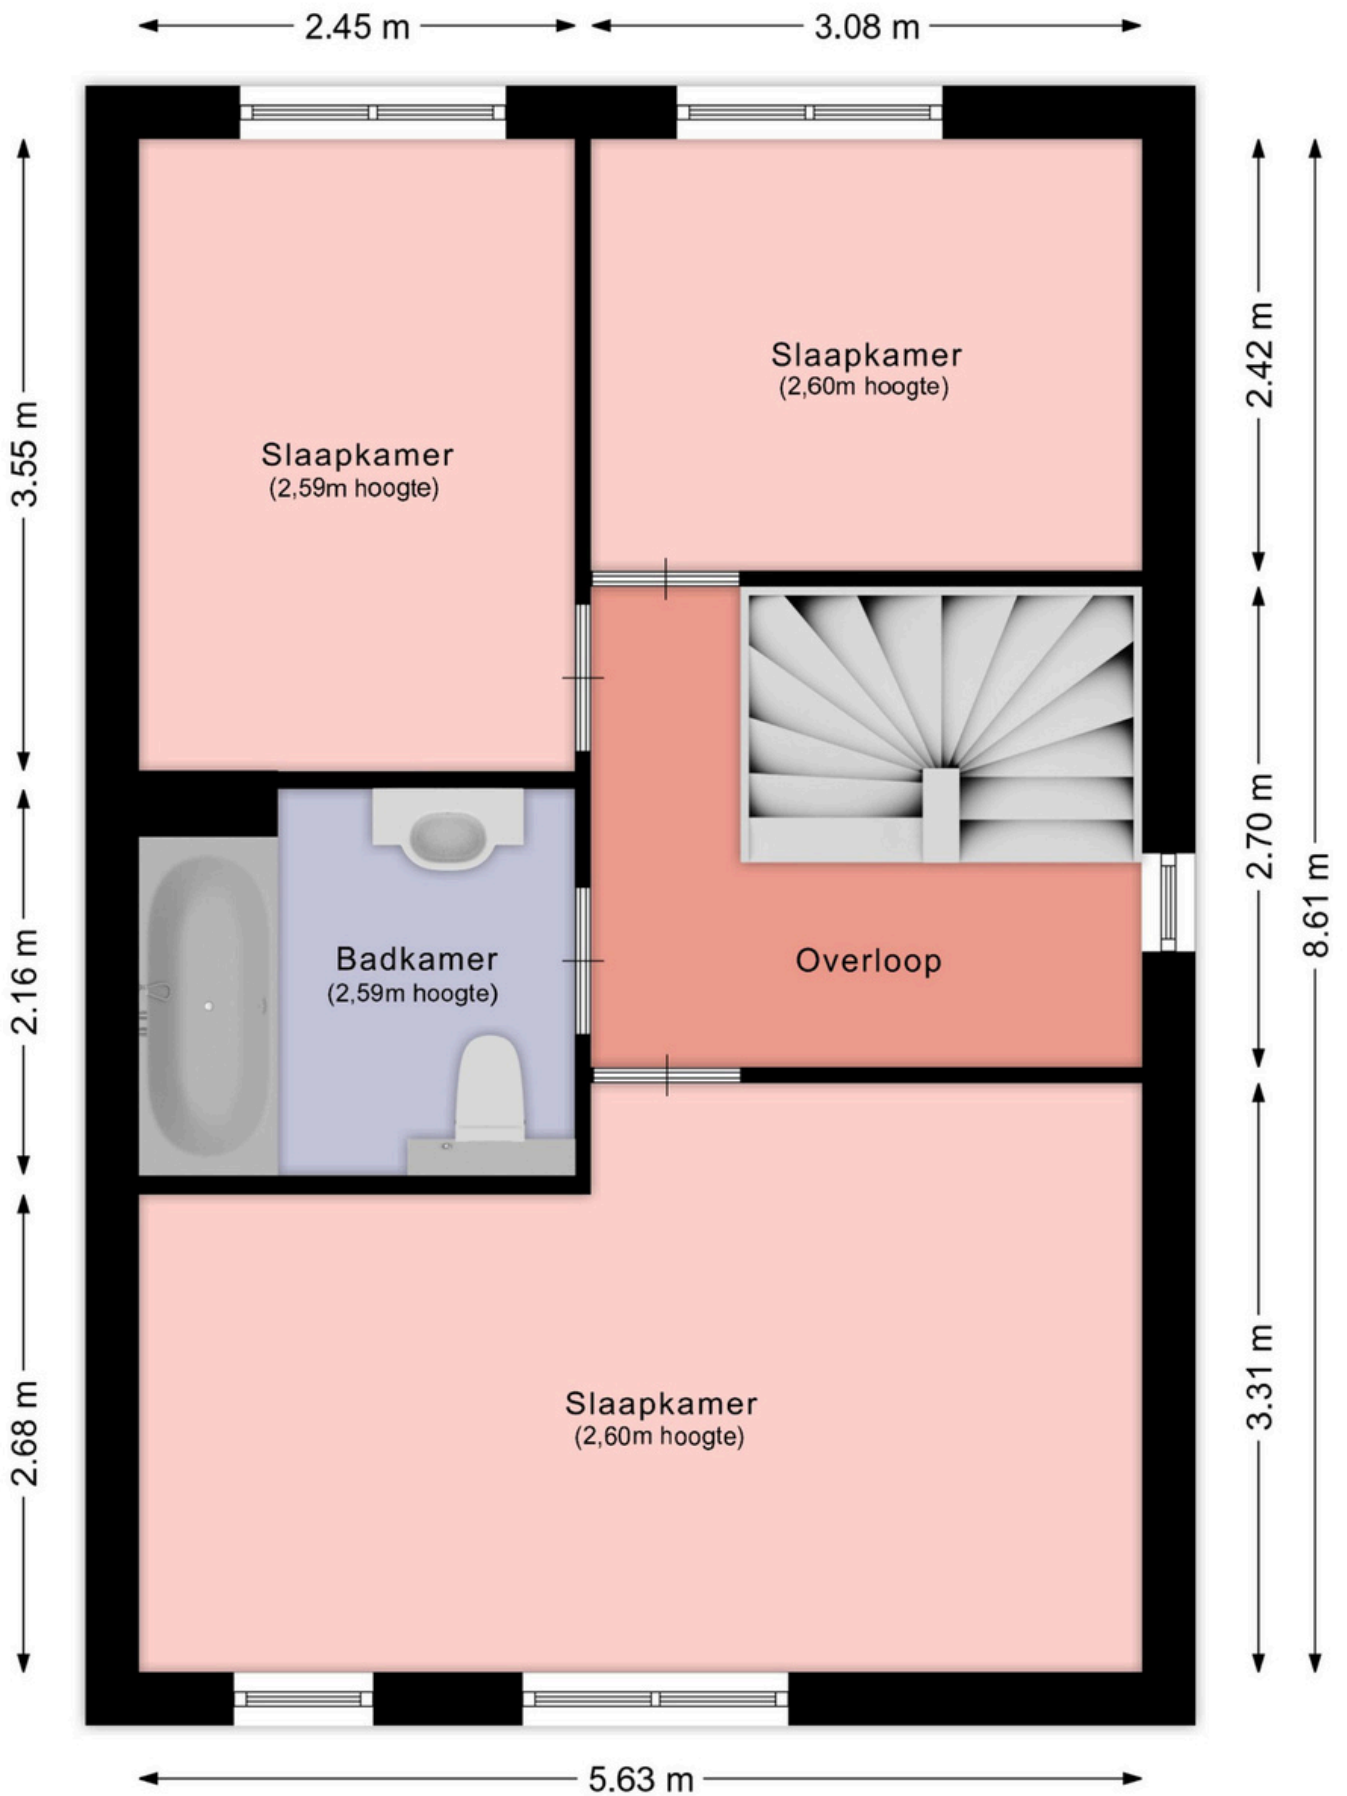 2.45 m
3.08 m
Slaapkamer
(2,60m hoogte)
2.42 m
3.55 m
Slaapkamer
(2,59m hoogte)
2.70 m
8.61 m
2.16 m
Badkamer
(2,59m hoogte)
Overloop
3.31 m
2.68 m
Slaapkamer
(2,60m hoogte)
5.63 m